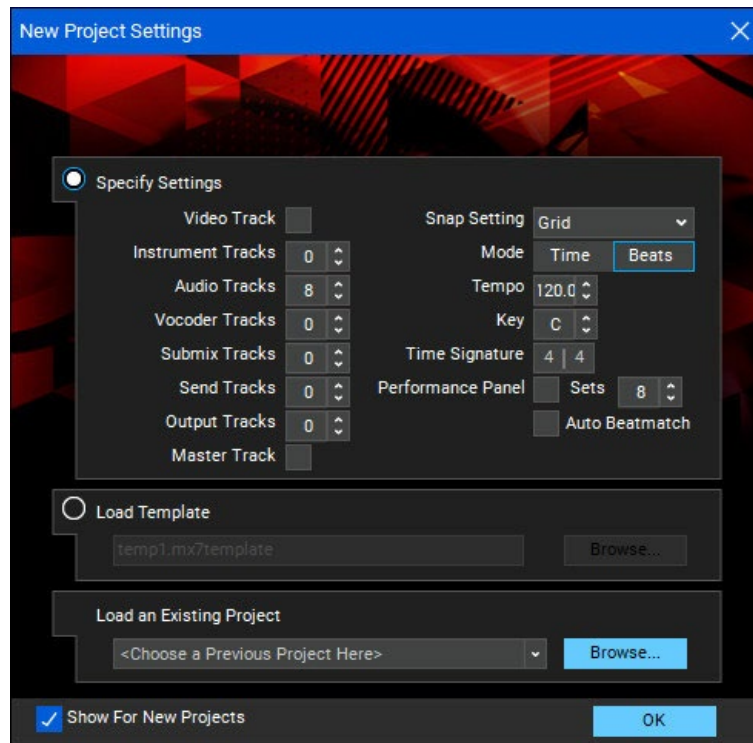 New Project Settings
Specify Settings
Video Track
Instrument Tracks 0
Audio Tracks 8
Vocoder Tracks 0
Submix Tracks 0
Send Tracks 0
Output Tracks 0
Master Track
Snap Setting Grid
Mode Time Beats
Tempo 120.0
Key C
Time Signature 4 | 4
Performance Panel Sets 8
Auto Beatmatch
Load Template
temp1.mx7template Browse...
Load an Existing Project
<Choose a Previous Project Here> Browse...
Show For New Projects OK